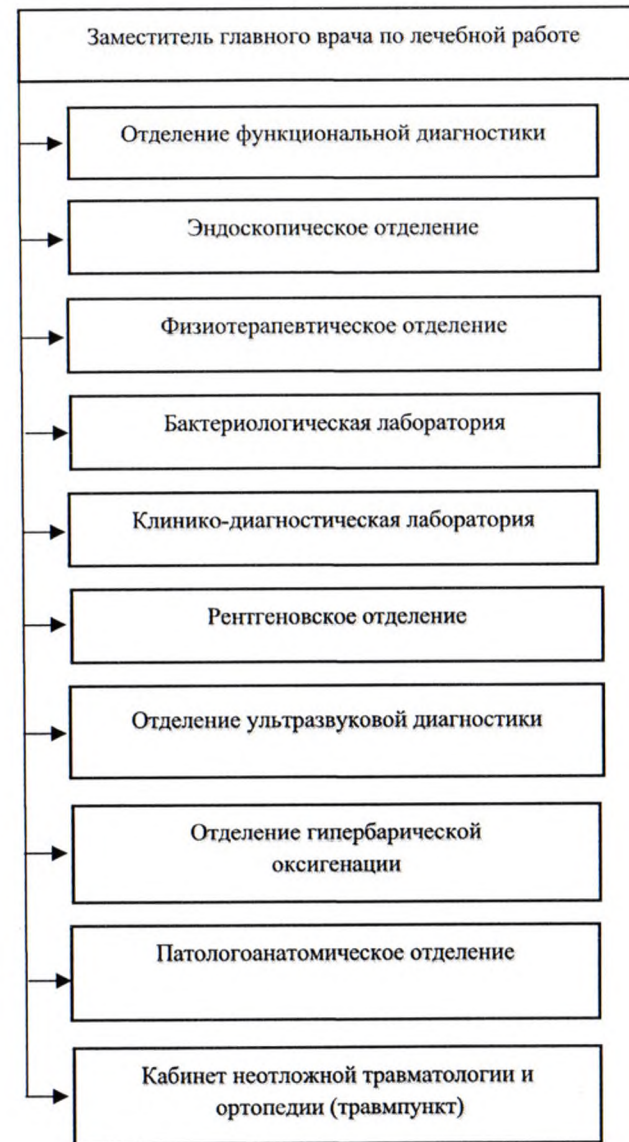 Заместитель главного врача по лечебной работе
Отделение функциональной диагностики
Эндоскопическое отделение
Физиотерапевтическое отделение
Бактериологическая лаборатория
Клинико-диагностическая лаборатория
Рентгеновское отделение
Отделение ультразвуковой диагностики
Отделение гипербарической
оксигенации
Патологоанатомическое отделение
Кабинет неотложной травматологии и
ортопедии (травмпункт)